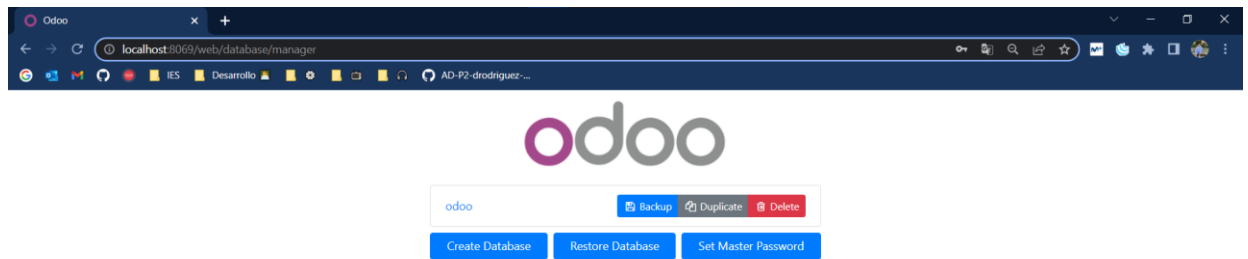 Odoo
localhost:8069/web/database/manager
IES
Desarrollo
AD-P2-drodriguez-...
odoo
odoo
Backup
Duplicate
Delete
Create Database
Restore Database
Set Master Password